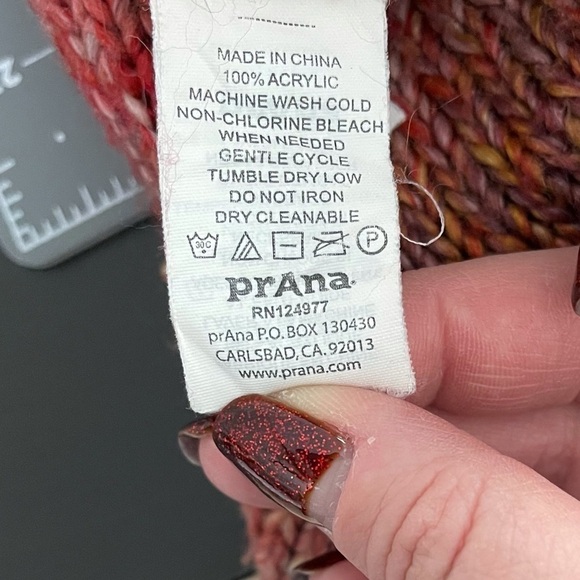 MADE IN CHINA
100% ACRYLIC
MACHINE WASH COLD
NON-CHLORINE BLEACH
WHEN NEEDED
GENTLE CYCLE
TUMBLE DRY LOW
DO NOT IRON
DRY CLEANABLE
30C P
prAna
RN124977
prAna P.O. BOX 130430
CARLSBAD, CA. 92013
www.prana.com